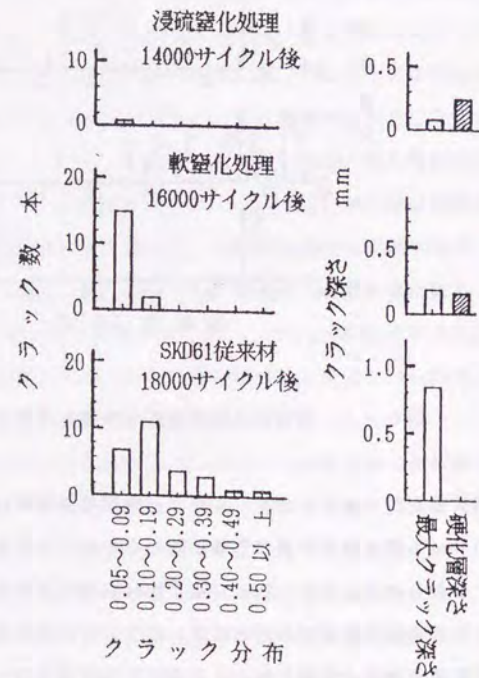 浸硫窒化処理
14000サイクル後
10
0
0.5
0
軟窒化処理
16000サイクル後
20
10
0
0.5
0
SKD61従来材
18000サイクル後
20
10
0
1.0
0.5
0
クラック数 本
クラック深さ mm
0.05〜0.09
0.10〜0.19
0.20〜0.29
0.30〜0.39
0.40〜0.49
0.50以上
クラック分布
硬化層深さ
最大クラック深さ